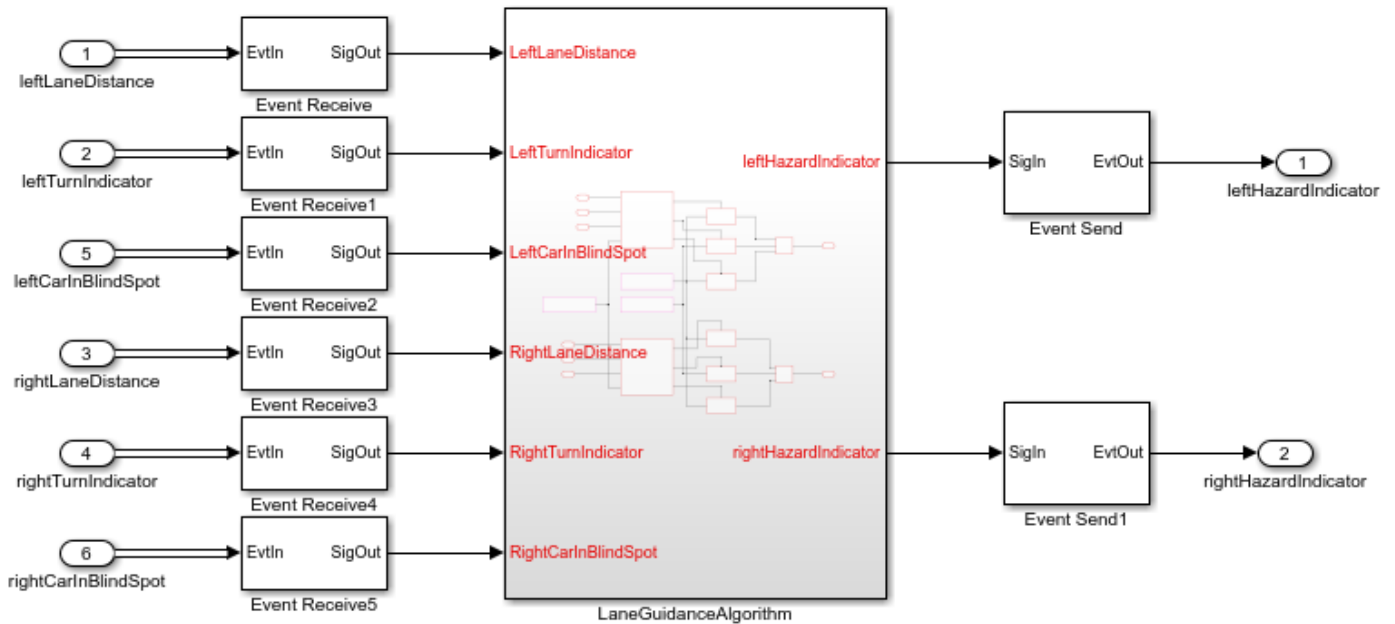 1
EvtIn SigOut
LeftLaneDistance
leftLaneDistance
Event Receive
2
EvtIn SigOut
LeftTurnIndicator
leftTurnIndicator
Event Receive1
leftHazardIndicator
SigIn EvtOut
1
leftHazardIndicator
Event Send
5
EvtIn SigOut
LeftCarInBlindSpot
leftCarInBlindSpot
Event Receive2
3
EvtIn SigOut
RightLaneDistance
rightLaneDistance
Event Receive3
4
EvtIn SigOut
RightTurnIndicator
rightTurnIndicator
Event Receive4
rightHazardIndicator
SigIn EvtOut
2
rightHazardIndicator
Event Send1
6
EvtIn SigOut
RightCarInBlindSpot
rightCarInBlindSpot
Event Receive5
LaneGuidanceAlgorithm